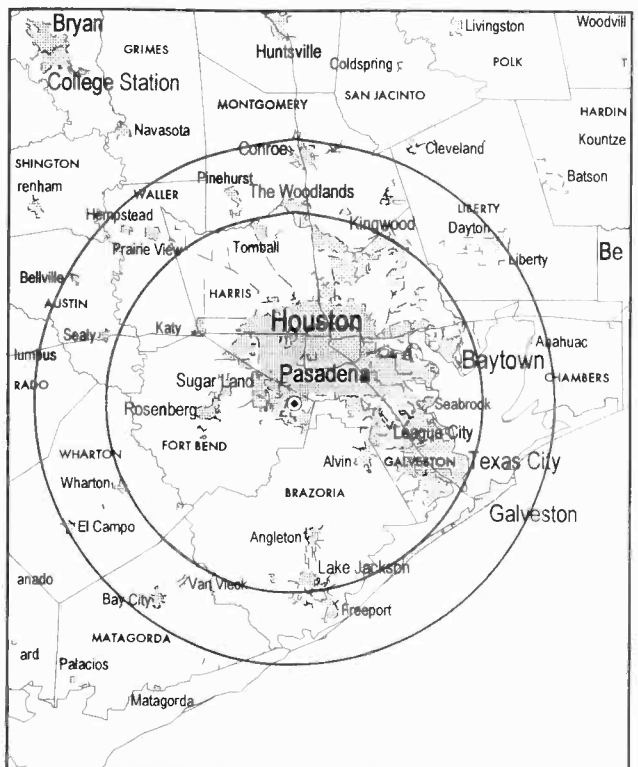 Bryan
Livingston
Woodvill
GRIMES
Huntsville
Coldspring
POLK
T
College Station
SAN JACINTO
MONTGOMERY
HARDIN
Navasota
Kountze
Conroe
Cleveland
SHINGTON
Pinehurst
Batson
renham
WALLER
The Woodlands
LIBERTY
Hempstead
Kingwood
Dayton
Prairie View
Tomball
Liberty
Be
Bellville
HARRIS
AUSTIN
Houston
Sealy
Katy
Anahuac
lumbus
Baytown
RADO
Sugar Land
Pasadena
CHAMBERS
Rosenberg
Seabrook
FORT BEND
League City
WHARTON
Alvin
GALVESTON
Texas City
Wharton
BRAZORIA
Galveston
El Campo
Angleton
anado
Lake Jackson
Van Vleck
Bay City
Freeport
MATAGORDA
ard
Palacios
Matagorda